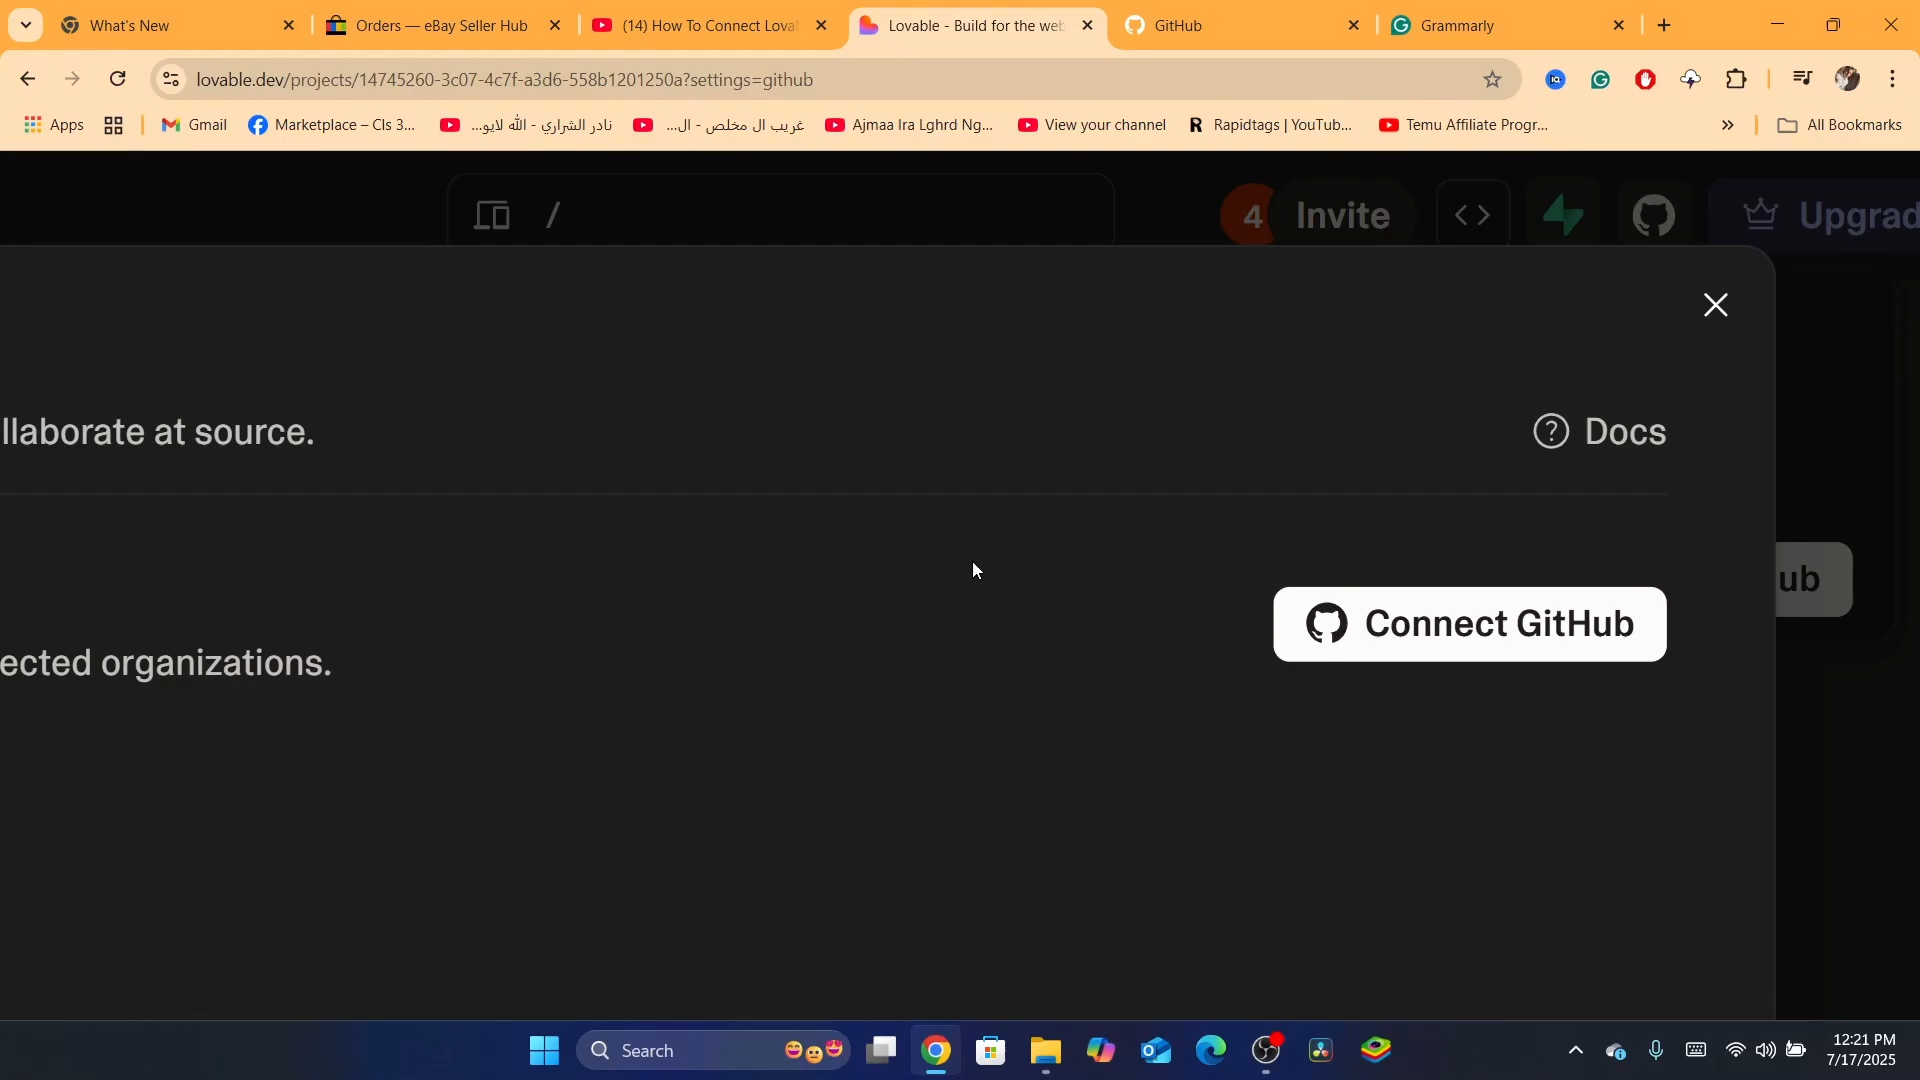 What's New
Orders — eBay Seller Hub
(14) How To Connect Lova
Lovable - Build for the web
GitHub
Grammarly
lovable.dev/projects/14745260-3c07-4c7f-a3d6-558b1201250a?settings=github
Apps
Gmail
Marketplace – Cls 3...
نادر الشراري - الله لايو...
غريب ال مخلص - ال...
Ajmaa Ira Lghrd Ng...
View your channel
Rapidtags | YouTub...
Temu Affiliate Progr...
All Bookmarks
/
4
Invite
Upgrad
llaborate at source.
Docs
Connect GitHub
ub
ected organizations.
Search
12:21 PM
7/17/2025